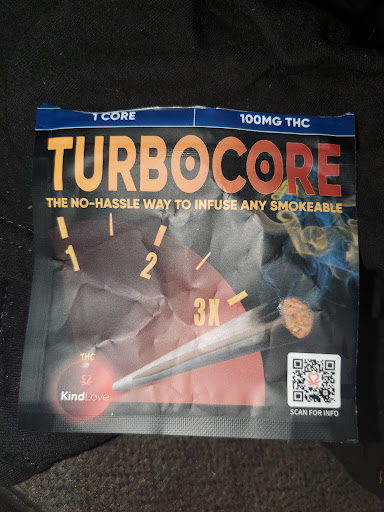 1 CORE
100MG THC
TURBOCORE
THE NO-HASSLE WAY TO INFUSE ANY SMOKEABLE
1
2
3X
THC
KindLove
SCAN FOR INFO